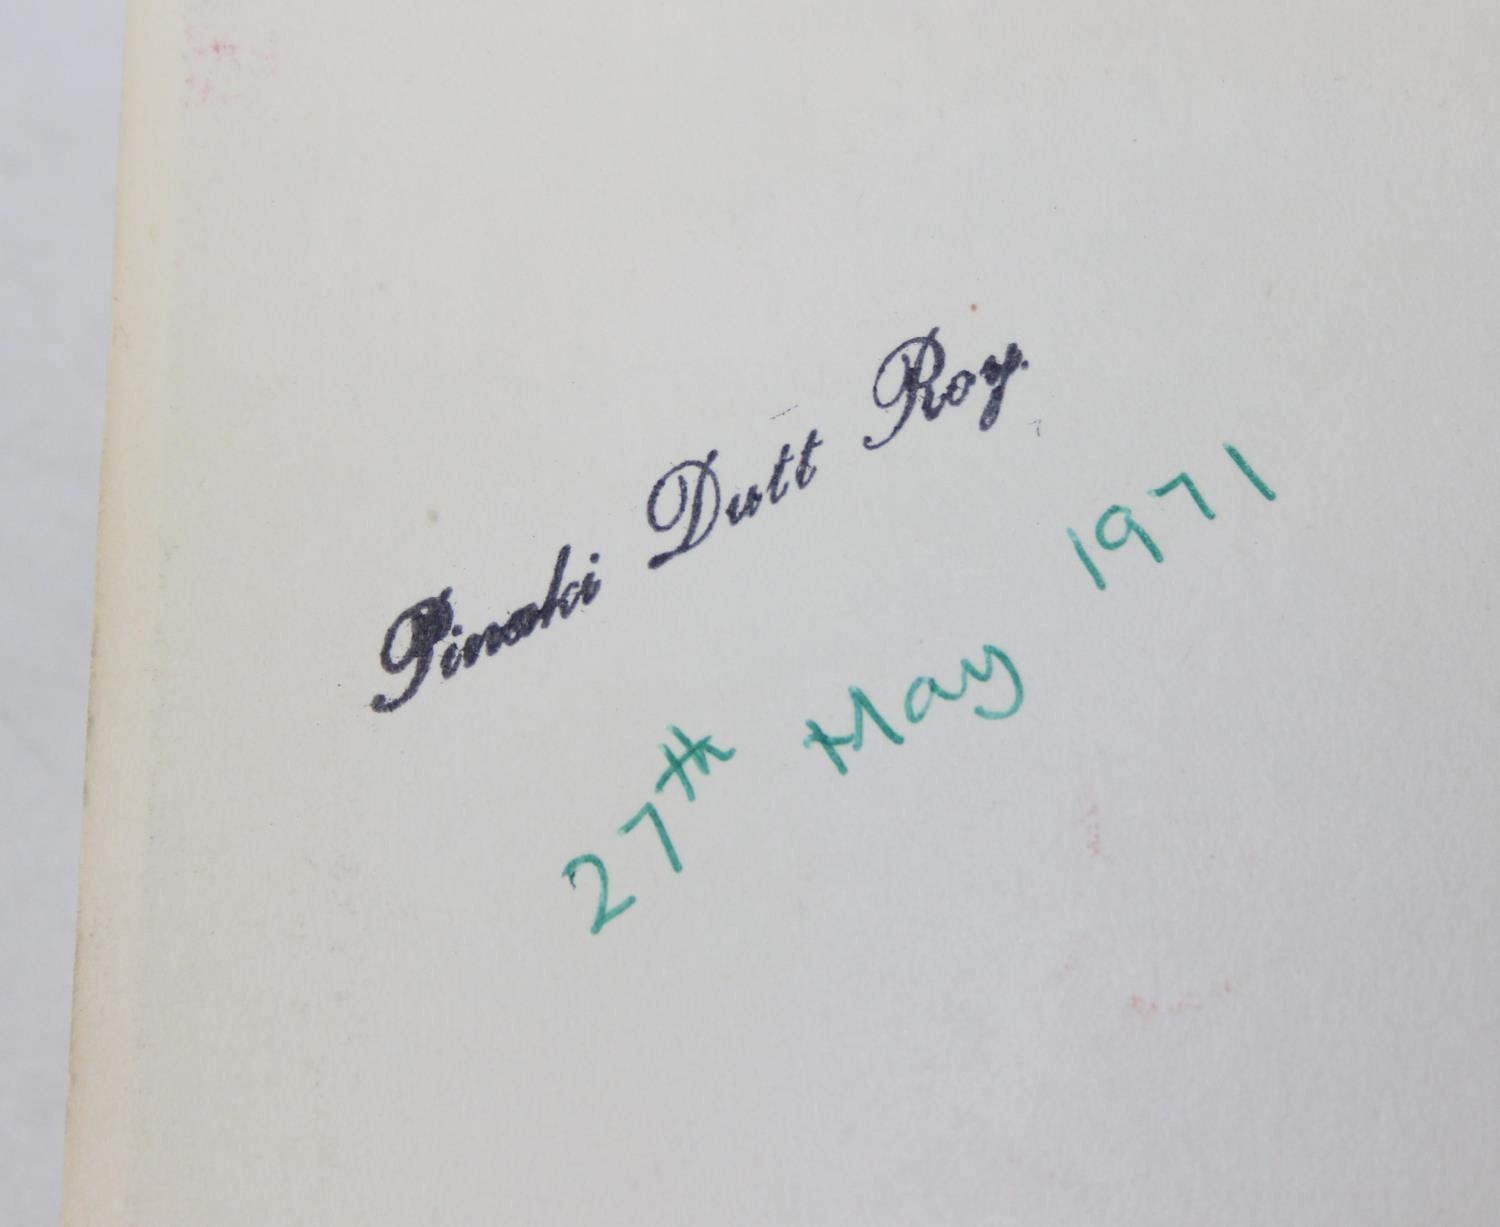 Pinaki Dutt Roy.
27th May 1971